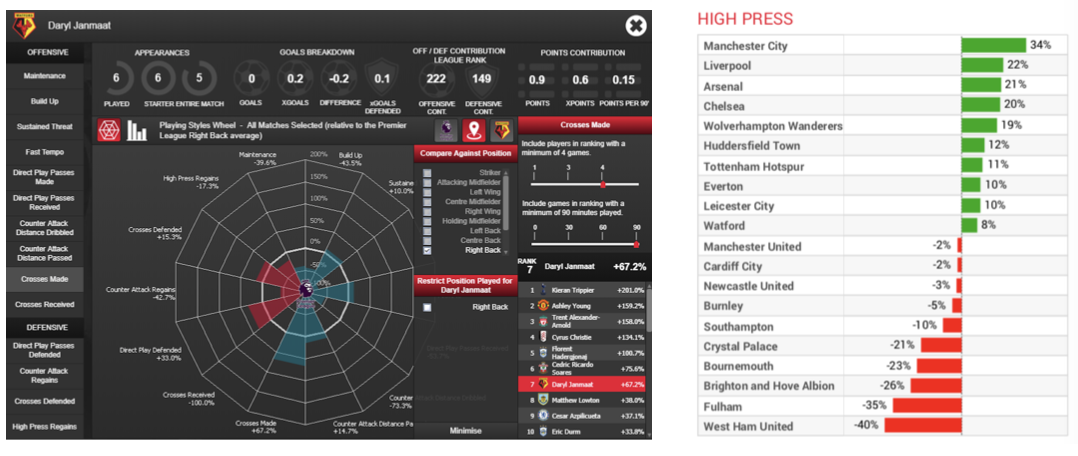 Daryl Janmaat
OFFENSIVE
Maintenance
Build Up
Sustained Threat
Fast Tempo
Direct Play Passes
Made
Direct Play Passes
Received
Counter Attack
Distance Dribbled
Counter Attack
Distance Passed
Crosses Made
Crosses Received
DEFENSIVE
Direct Play Passes
Defended
Counter Attack
Regains
Crosses Defended
High Press Regains
APPEARANCES
6 6 5
PLAYED STARTER ENTIRE MATCH
GOALS BREAKDOWN
0 0.2 -0.2 0.1
GOALS XGOALS DIFFERENCE xGOALS
DEFENDED
OFF / DEF CONTRIBUTION
LEAGUE RANK
222 149
OFFENSIVE DEFENSIVE
CONT. CONT.
POINTS CONTRIBUTION
0.9 0.6 0.15
POINTS XPOINTS POINTS PER 90'
Playing Styles Wheel - All Matches Selected (relative to the Premier
League Right Back average)
Maintenance
-39.6%
200%
Build Up
-43.5%
150%
100%
50%
0%
-50%
-100%
High Press Regains
-17.3%
Sustaine
+10.0%
Crosses Defended
+15.3%
Counter Attack Regains
-42.7%
Direct Play Defended
+33.0%
Crosses Received
-100.0%
Crosses Made
+67.2%
Counter Attack Distance Pa
+14.7%
Counter
-73.3%
Compare Against Position
Striker
Attacking Midfielder
Left Wing
Centre Midfielder
Right Wing
Holding Midfielder
Left Back
Centre Back
Right Back
Restrict Position Played for
Daryl Janmaat
Right Back
Minimise
Crosses Made
Include players in ranking with a
minimum of 4 games.
1 3 4
Include games in ranking with a
minimum of 90 minutes played.
0 30 60 90
RANK
7 Daryl Janmaat +67.2%
1 Kieran Trippier +201.0%
2 Ashley Young +159.2%
3 Trent Alexander-
Arnold +158.0%
4 Cyrus Christie +134.1%
5 Florent
Hadergjonaj +100.7%
6 Cedric Ricardo
Soares +75.6%
7 Daryl Janmaat +67.2%
8 Matthew Lowton +38.0%
9 Cesar Azpilicueta +37.1%
10 Eric Durm +33.8%
HIGH PRESS
Manchester City 34%
Liverpool 22%
Arsenal 21%
Chelsea 20%
Wolverhampton Wanderers 19%
Huddersfield Town 12%
Tottenham Hotspur 11%
Everton 10%
Leicester City 10%
Watford 8%
Manchester United -2%
Cardiff City -2%
Newcastle United -3%
Burnley -5%
Southampton -10%
Crystal Palace -21%
Bournemouth -23%
Brighton and Hove Albion -26%
Fulham -35%
West Ham United -40%